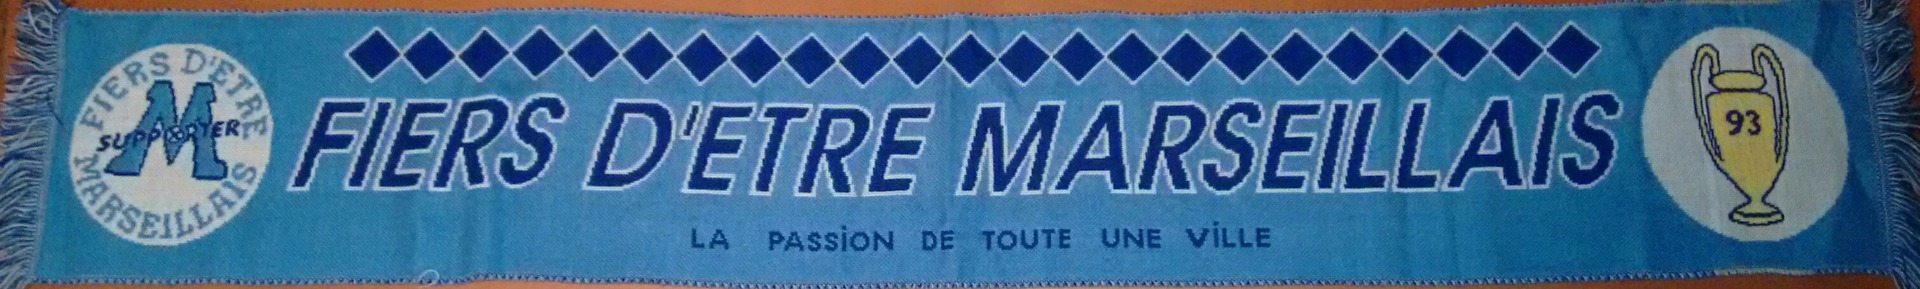 FIERS D'ETRE
M
SUPPORTER
MARSEILLAIS
FIERS D'ETRE MARSEILLAIS
LA PASSiON DE TOUTE UNE ViLLE
93